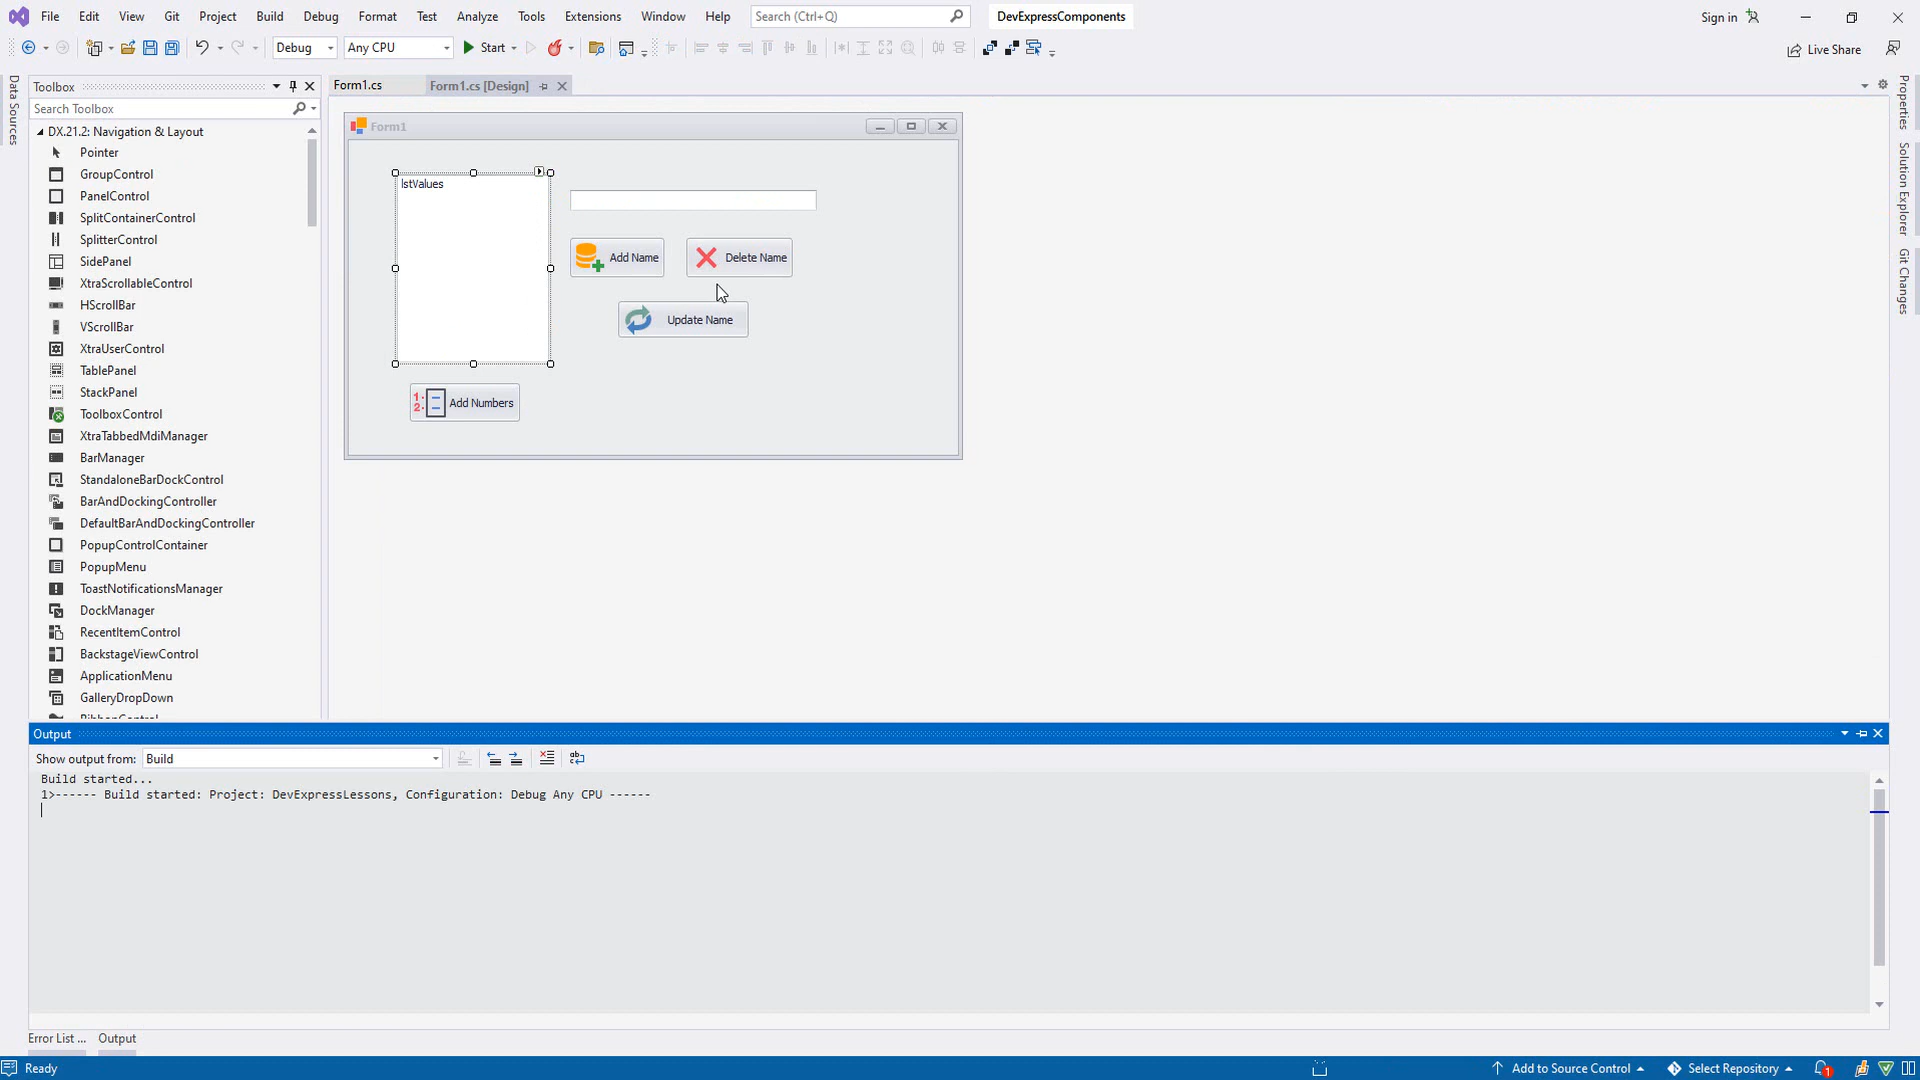 File Edit View Git Project Build Debug Format Test Analyze Tools Extensions Window Help Search (Ctrl+Q) DevExpressComponents Sign in
Debug Any CPU Start Live Share
Data Sources
Toolbox
Search Toolbox
DX.21.2: Navigation & Layout
Pointer
GroupControl
PanelControl
SplitContainerControl
SplitterControl
SidePanel
XtraScrollableControl
HScrollBar
VScrollBar
XtraUserControl
TablePanel
StackPanel
ToolboxControl
XtraTabbedMdiManager
BarManager
StandaloneBarDockControl
BarAndDockingController
DefaultBarAndDockingController
PopupControlContainer
PopupMenu
ToastNotificationsManager
DockManager
RecentItemControl
BackstageViewControl
ApplicationMenu
GalleryDropDown
RibbonControl
Form1.cs Form1.cs [Design]
Form1
lstValues
Add Name Delete Name
Update Name
1:
2:
Add Numbers
Properties
Solution Explorer
Git Changes
Output
Show output from: Build
Build started...
1>------ Build started: Project: DevExpressLessons, Configuration: Debug Any CPU ------
Error List ... Output
Ready Add to Source Control Select Repository 1